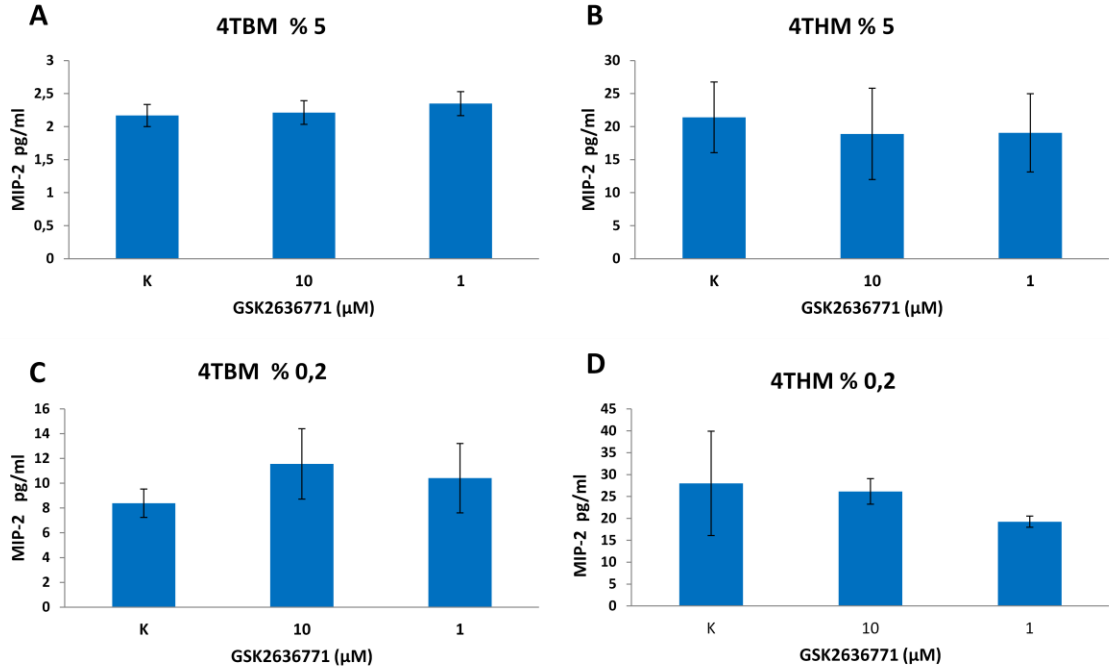 A
4TBM % 5
3
2,5
2
1,5
1
0,5
0
MIP-2 pg/ml
K 10 1
GSK2636771 (µM)
B
4THM % 5
30
25
20
15
10
5
0
MIP-2 pg/ml
K 10 1
GSK2636771 (µM)
C
4TBM % 0,2
16
14
12
10
8
6
4
2
0
MIP-2 pg/ml
K 10 1
GSK2636771 (µM)
D
4THM % 0,2
45
40
35
30
25
20
15
10
5
0
MIP-2 pg/ml
K 10 1
GSK2636771 (µM)